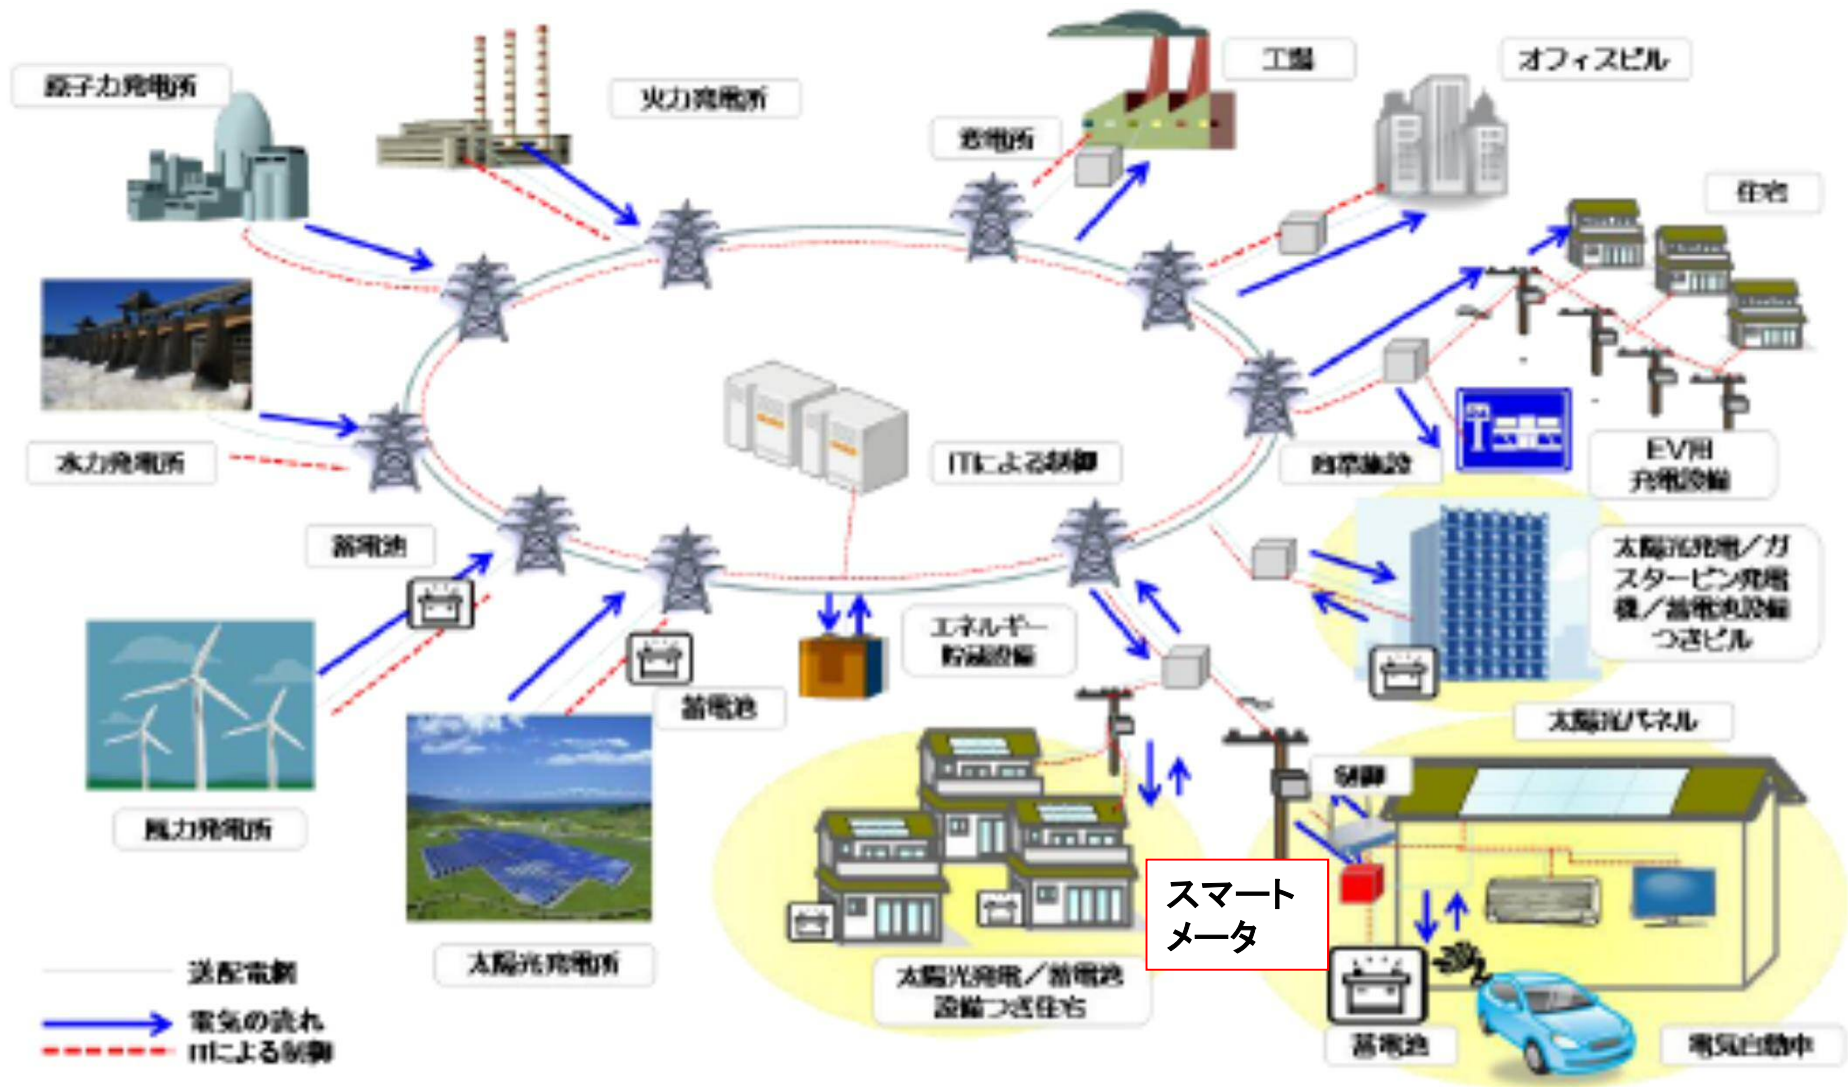 原子力発電所
火力発電所
変電所
工場
オフィスビル
住宅
水力発電所
ITによる制御
商業施設
EV用
充電設備
蓄電池
太陽光発電／ガ
スタービン発電
機／蓄電池設備
つきビル
エネルギー
貯蔵設備
蓄電池
太陽光パネル
制御
風力発電所
スマート
メータ
太陽光発電所
太陽光発電／蓄電池
設備つき住宅
蓄電池
電気自動車
送配電網
電気の流れ
ITによる制御